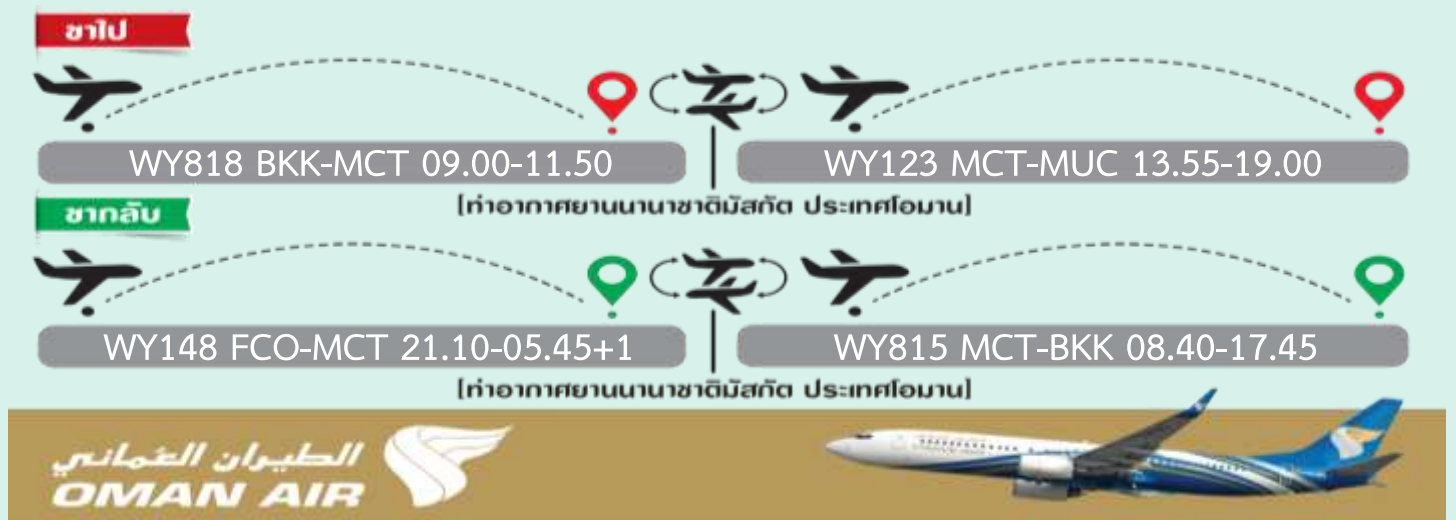 ขาไป
WY818 BKK-MCT 09.00-11.50
WY123 MCT-MUC 13.55-19.00
[ท่าอากาศยานนานาชาติมัสกัต ประเทศโอมาน]
ขากลับ
WY148 FCO-MCT 21.10-05.45+1
WY815 MCT-BKK 08.40-17.45
[ท่าอากาศยานนานาชาติมัสกัต ประเทศโอมาน]
الطيران العُماني
OMAN AIR